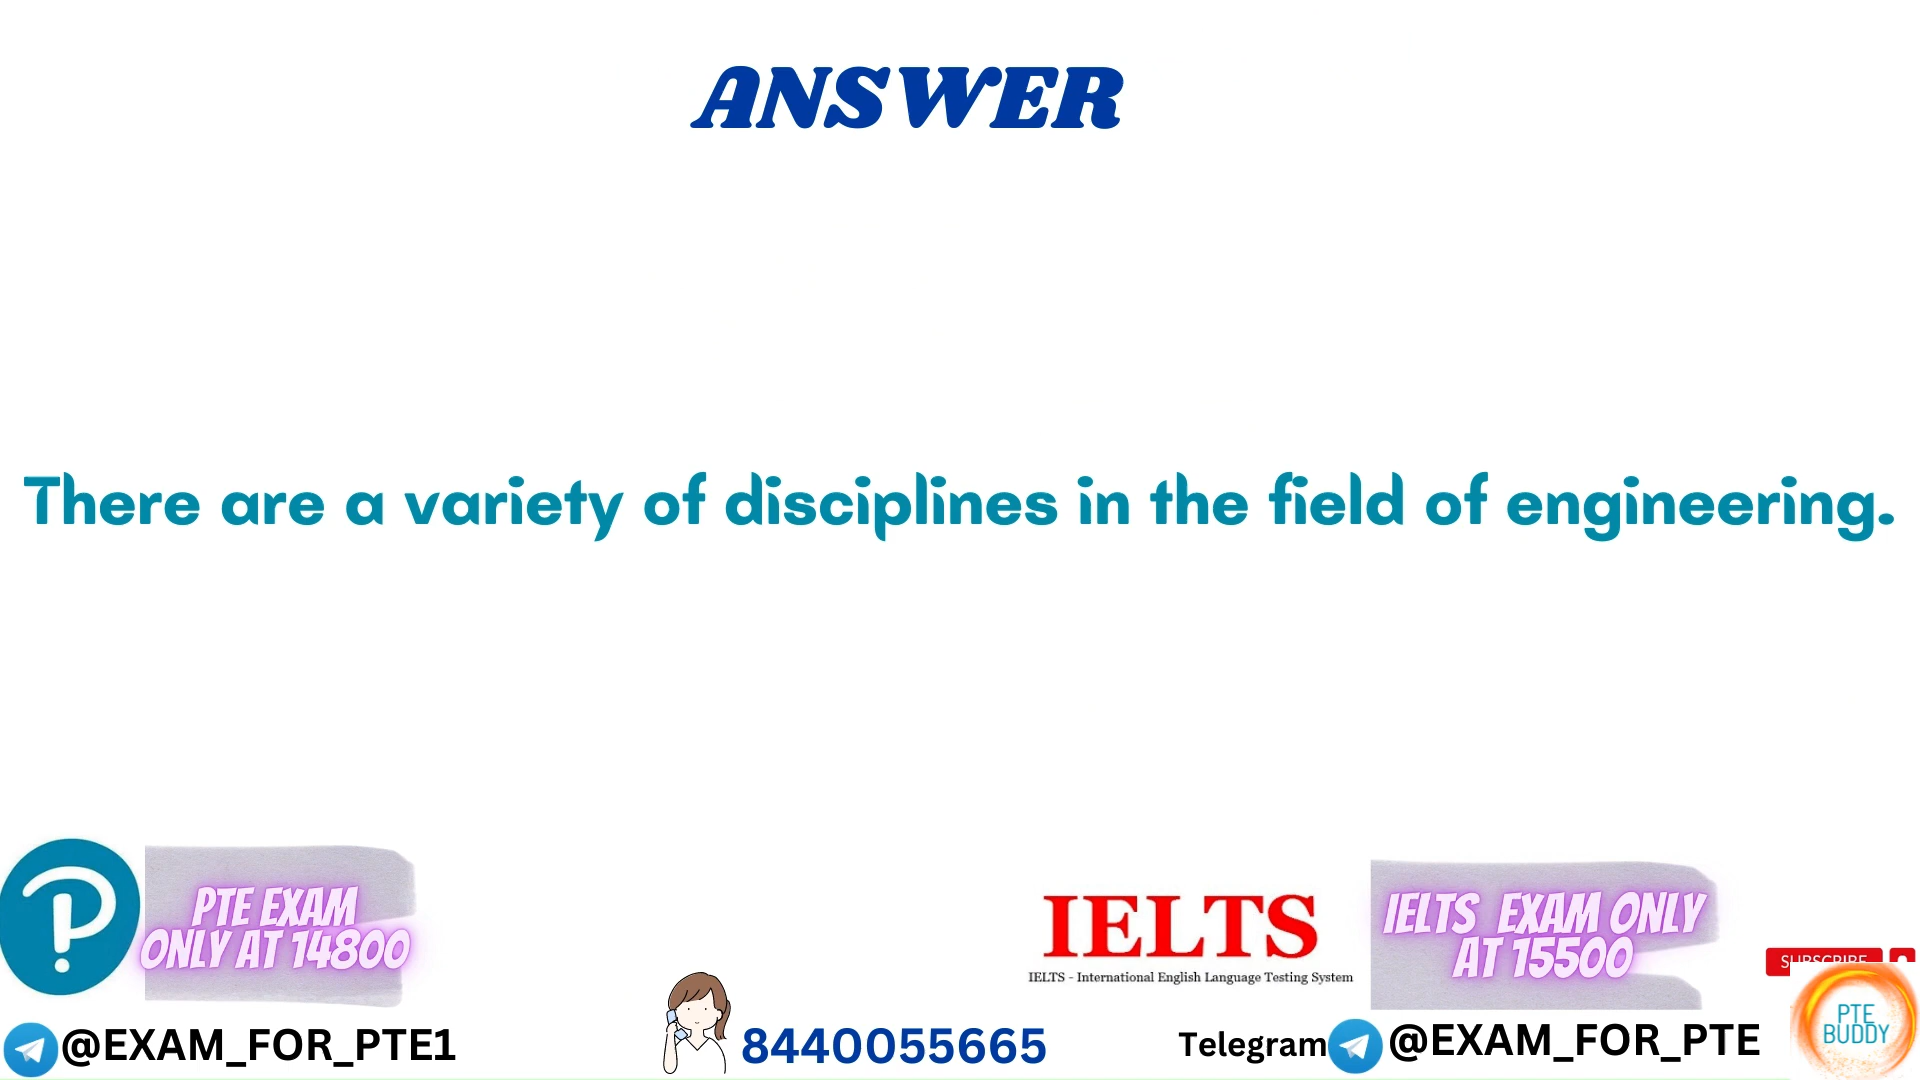 ANSWER
There are a variety of disciplines in the field of engineering.
PTE EXAM
ONLY AT 14800
IELTS
IELTS - International English Language Testing System
IELTS EXAM ONLY
AT 15500
SUBSCRIBE
@EXAM_FOR_PTE1
8440055665
Telegram @EXAM_FOR_PTE
PTE
BUDDY